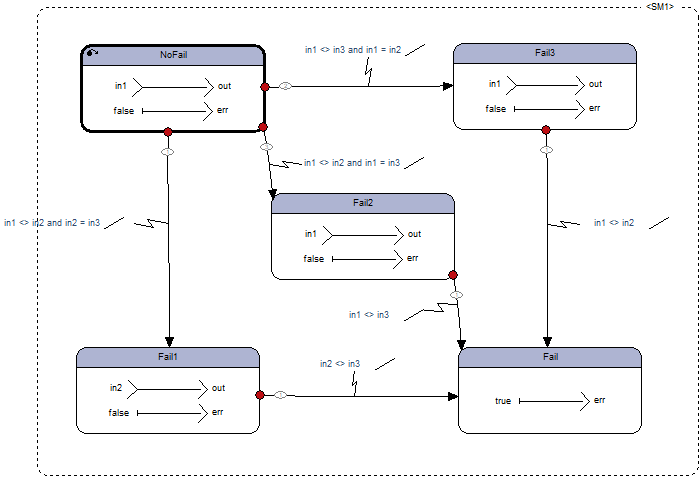 <SM1>
NoFail
in1 out
false err
in1 <> in3 and in1 = in2
2
Fail3
in1 out
false err
in1 <> in2 and in1 = in3
in1 <> in2 and in2 = in3
Fail2
in1 out
false err
in1 <> in2
in1 <> in3
Fail1
in2 out
false err
in2 <> in3
Fail
true err